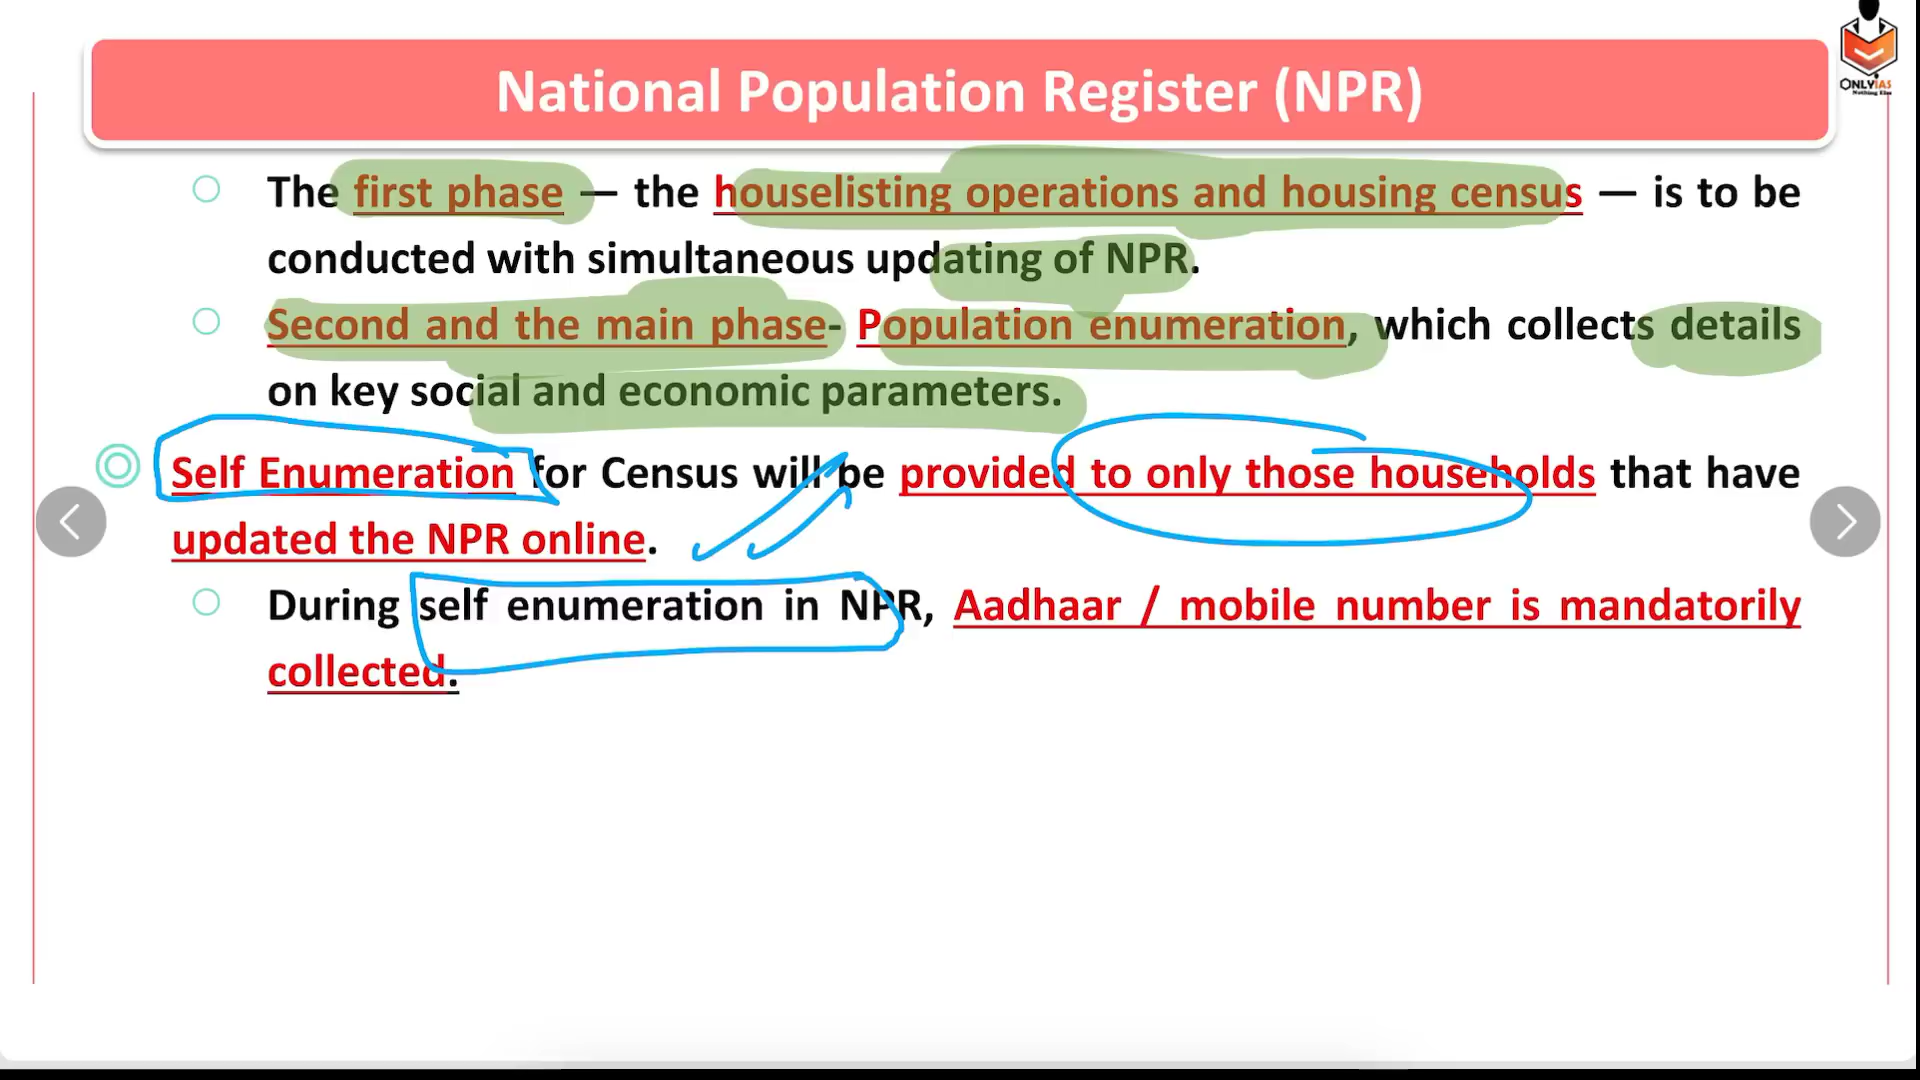 National Population Register (NPR)
ONLYIAS
Nothing Else
The first phase — the houselisting operations and housing census — is to be
conducted with simultaneous updating of NPR.
Second and the main phase- Population enumeration, which collects details
on key social and economic parameters.
Self Enumeration for Census will be provided to only those households that have
updated the NPR online.
During self enumeration in NPR, Aadhaar / mobile number is mandatorily
collected.